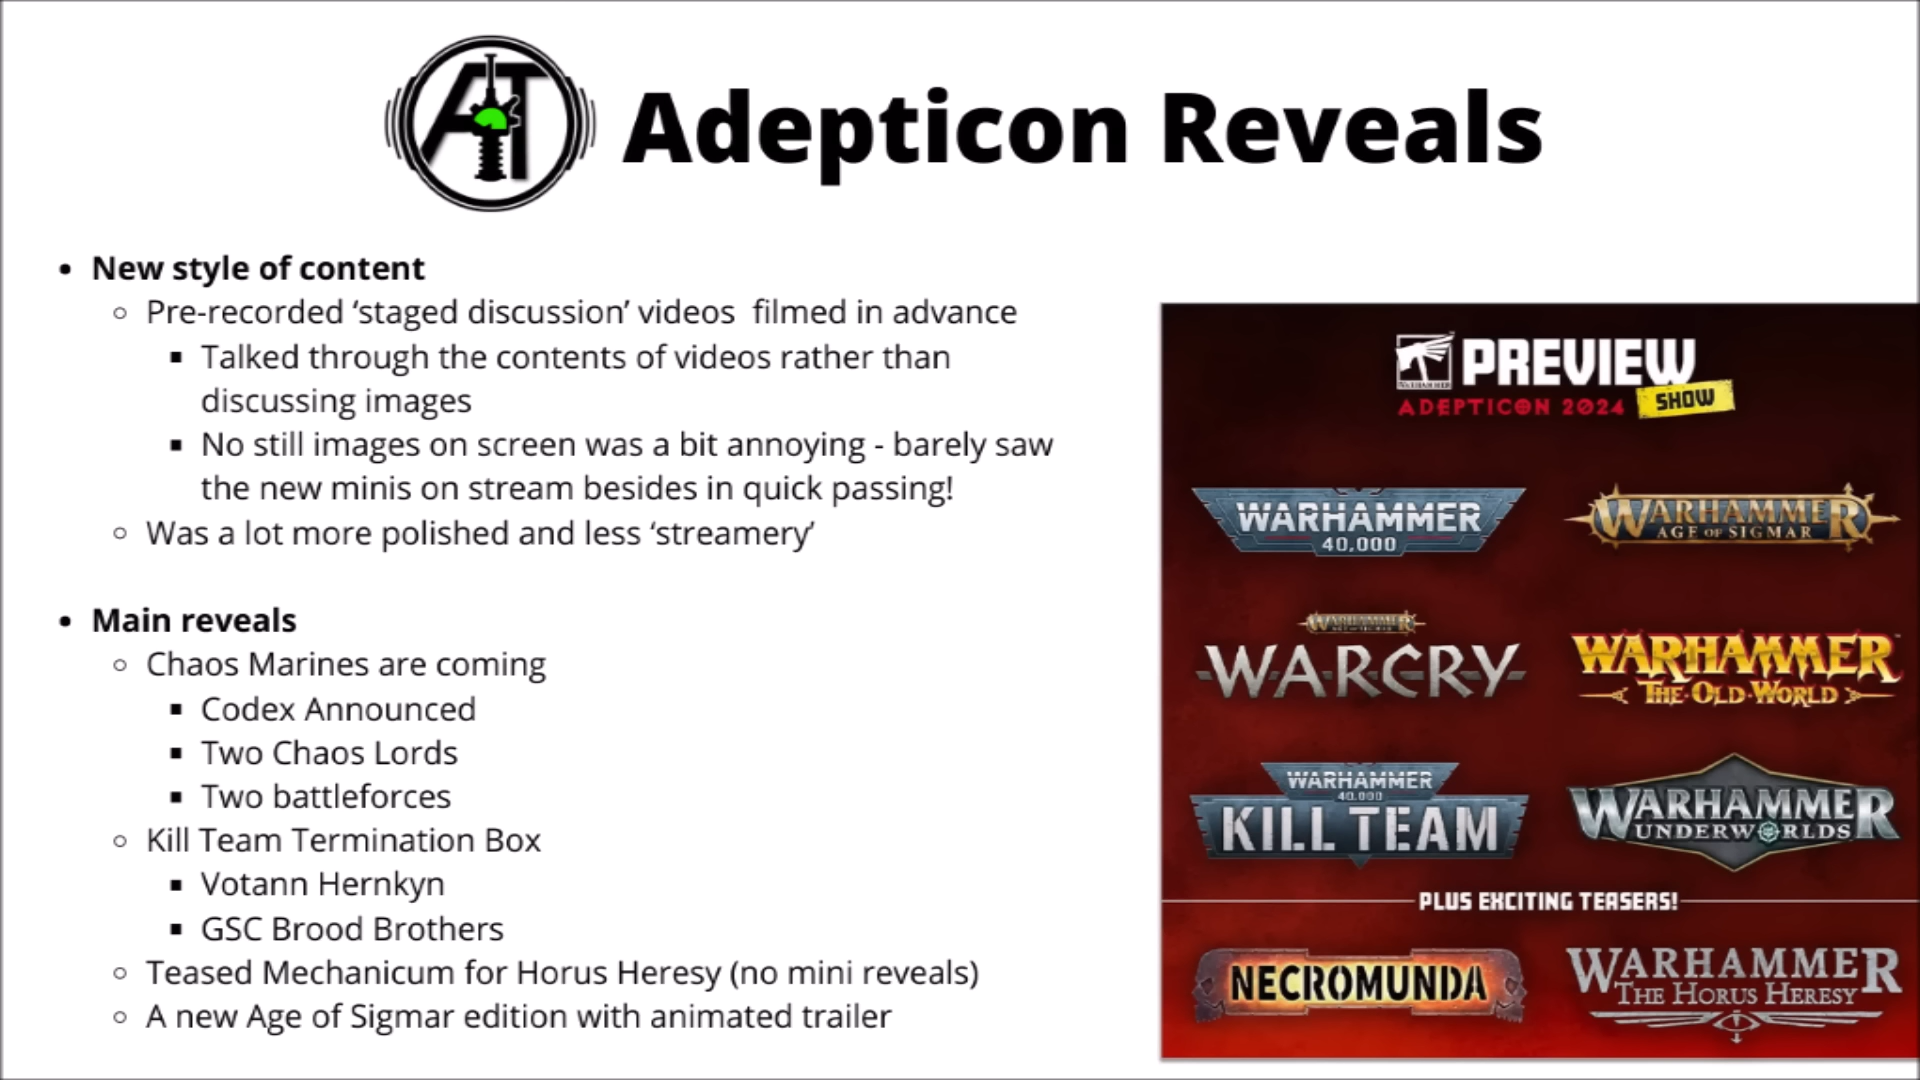 AT
Adepticon Reveals
New style of content
Pre-recorded ‘staged discussion’ videos  filmed in advance
Talked through the contents of videos rather than
discussing images
No still images on screen was a bit annoying - barely saw
the new minis on stream besides in quick passing!
Was a lot more polished and less ‘streamery’
Main reveals
Chaos Marines are coming
Codex Announced
Two Chaos Lords
Two battleforces
Kill Team Termination Box
Votann Hernkyn
GSC Brood Brothers
Teased Mechanicum for Horus Heresy (no mini reveals)
A new Age of Sigmar edition with animated trailer
PREVIEW
ADEPTICON 2024 SHOW
WARHAMMER
40,000
WARHAMMER
AGE OF SIGMAR
WARHAMMER
WARCRY
WARHAMMER
THE OLD WORLD
WARHAMMER
40,000
KILL TEAM
WARHAMMER
UNDERWORLDS
PLUS EXCITING TEASERS!
NECROMUNDA
WARHAMMER
THE HORUS HERESY